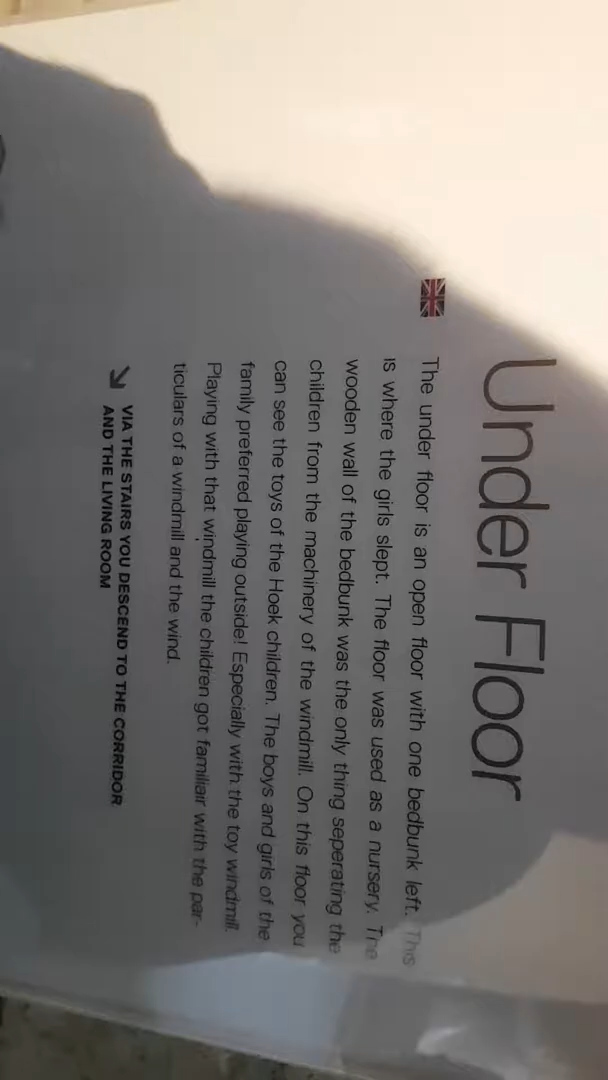 Under Floor
The under floor is an open floor with one bedbunk left. This
is where the girls slept. The floor was used as a nursery. The
wooden wall of the bedbunk was the only thing seperating the
children from the machinery of the windmill. On this floor you
can see the toys of the Hoek children. The boys and girls of the
family preferred playing outside! Especially with the toy windmill.
Playing with that windmill the children got familiair with the par-
ticulars of a windmill and the wind.
VIA THE STAIRS YOU DESCEND TO THE CORRIDOR
AND THE LIVING ROOM